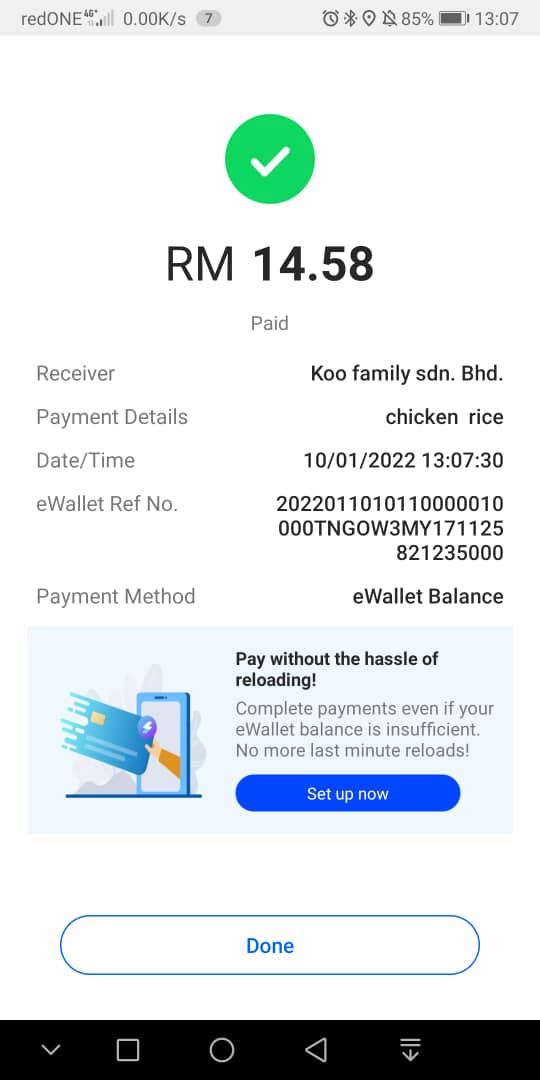 redONE 4G+ 0.00K/s 7 85% 13:07
RM 14.58
Paid
Receiver Koo family sdn. Bhd.
Payment Details chicken rice
Date/Time 10/01/2022 13:07:30
eWallet Ref No. 2022011010110000010
000TNGOW3MY171125
821235000
Payment Method eWallet Balance
Pay without the hassle of
reloading!
Complete payments even if your
eWallet balance is insufficient.
No more last minute reloads!
Set up now
Done